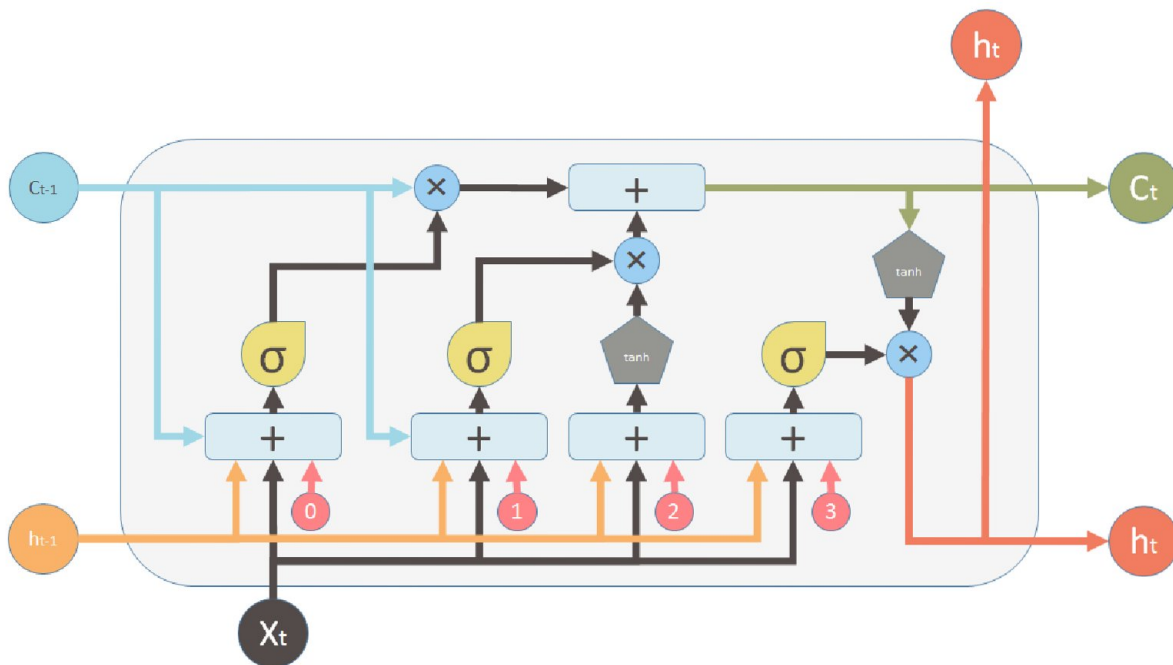 hₜ
Cₜ₋₁
×
+
Cₜ
×
tanh
σ
σ
tanh
σ
×
+
+
+
+
0
1
2
3
hₜ₋₁
hₜ
Xₜ